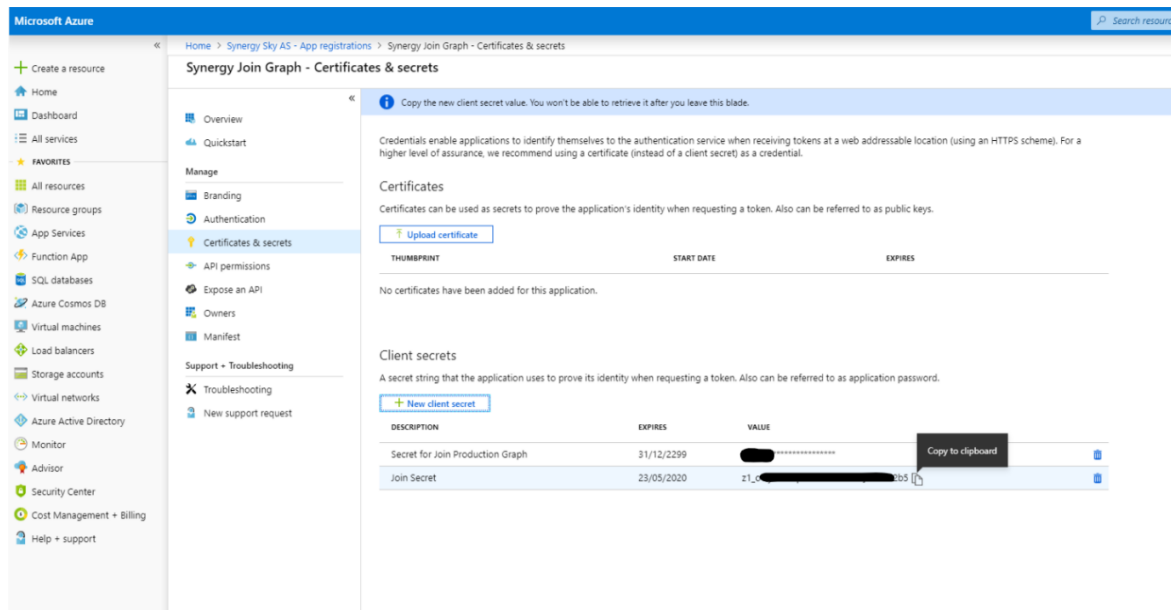 Microsoft Azure
Search resourc
Home > Synergy Sky AS - App registrations > Synergy Join Graph - Certificates & secrets
Synergy Join Graph - Certificates & secrets
Create a resource
Home
Dashboard
All services
FAVORITES
All resources
Resource groups
App Services
Function App
SQL databases
Azure Cosmos DB
Virtual machines
Load balancers
Storage accounts
Virtual networks
Azure Active Directory
Monitor
Advisor
Security Center
Cost Management + Billing
Help + support
Overview
Quickstart
Manage
Branding
Authentication
Certificates & secrets
API permissions
Expose an API
Owners
Manifest
Support + Troubleshooting
Troubleshooting
New support request
Copy the new client secret value. You won't be able to retrieve it after you leave this blade.
Credentials enable applications to identify themselves to the authentication service when receiving tokens at a web addressable location (using an HTTPS scheme). For a
higher level of assurance, we recommend using a certificate (instead of a client secret) as a credential.
Certificates
Certificates can be used as secrets to prove the application's identity when requesting a token. Also can be referred to as public keys.
Upload certificate
THUMBPRINT START DATE EXPIRES
No certificates have been added for this application.
Client secrets
A secret string that the application uses to prove its identity when requesting a token. Also can be referred to as application password.
New client secret
DESCRIPTION EXPIRES VALUE
Copy to clipboard
Secret for Join Production Graph 31/12/2299 ****************
Join Secret 23/05/2020 z1_ 2b5